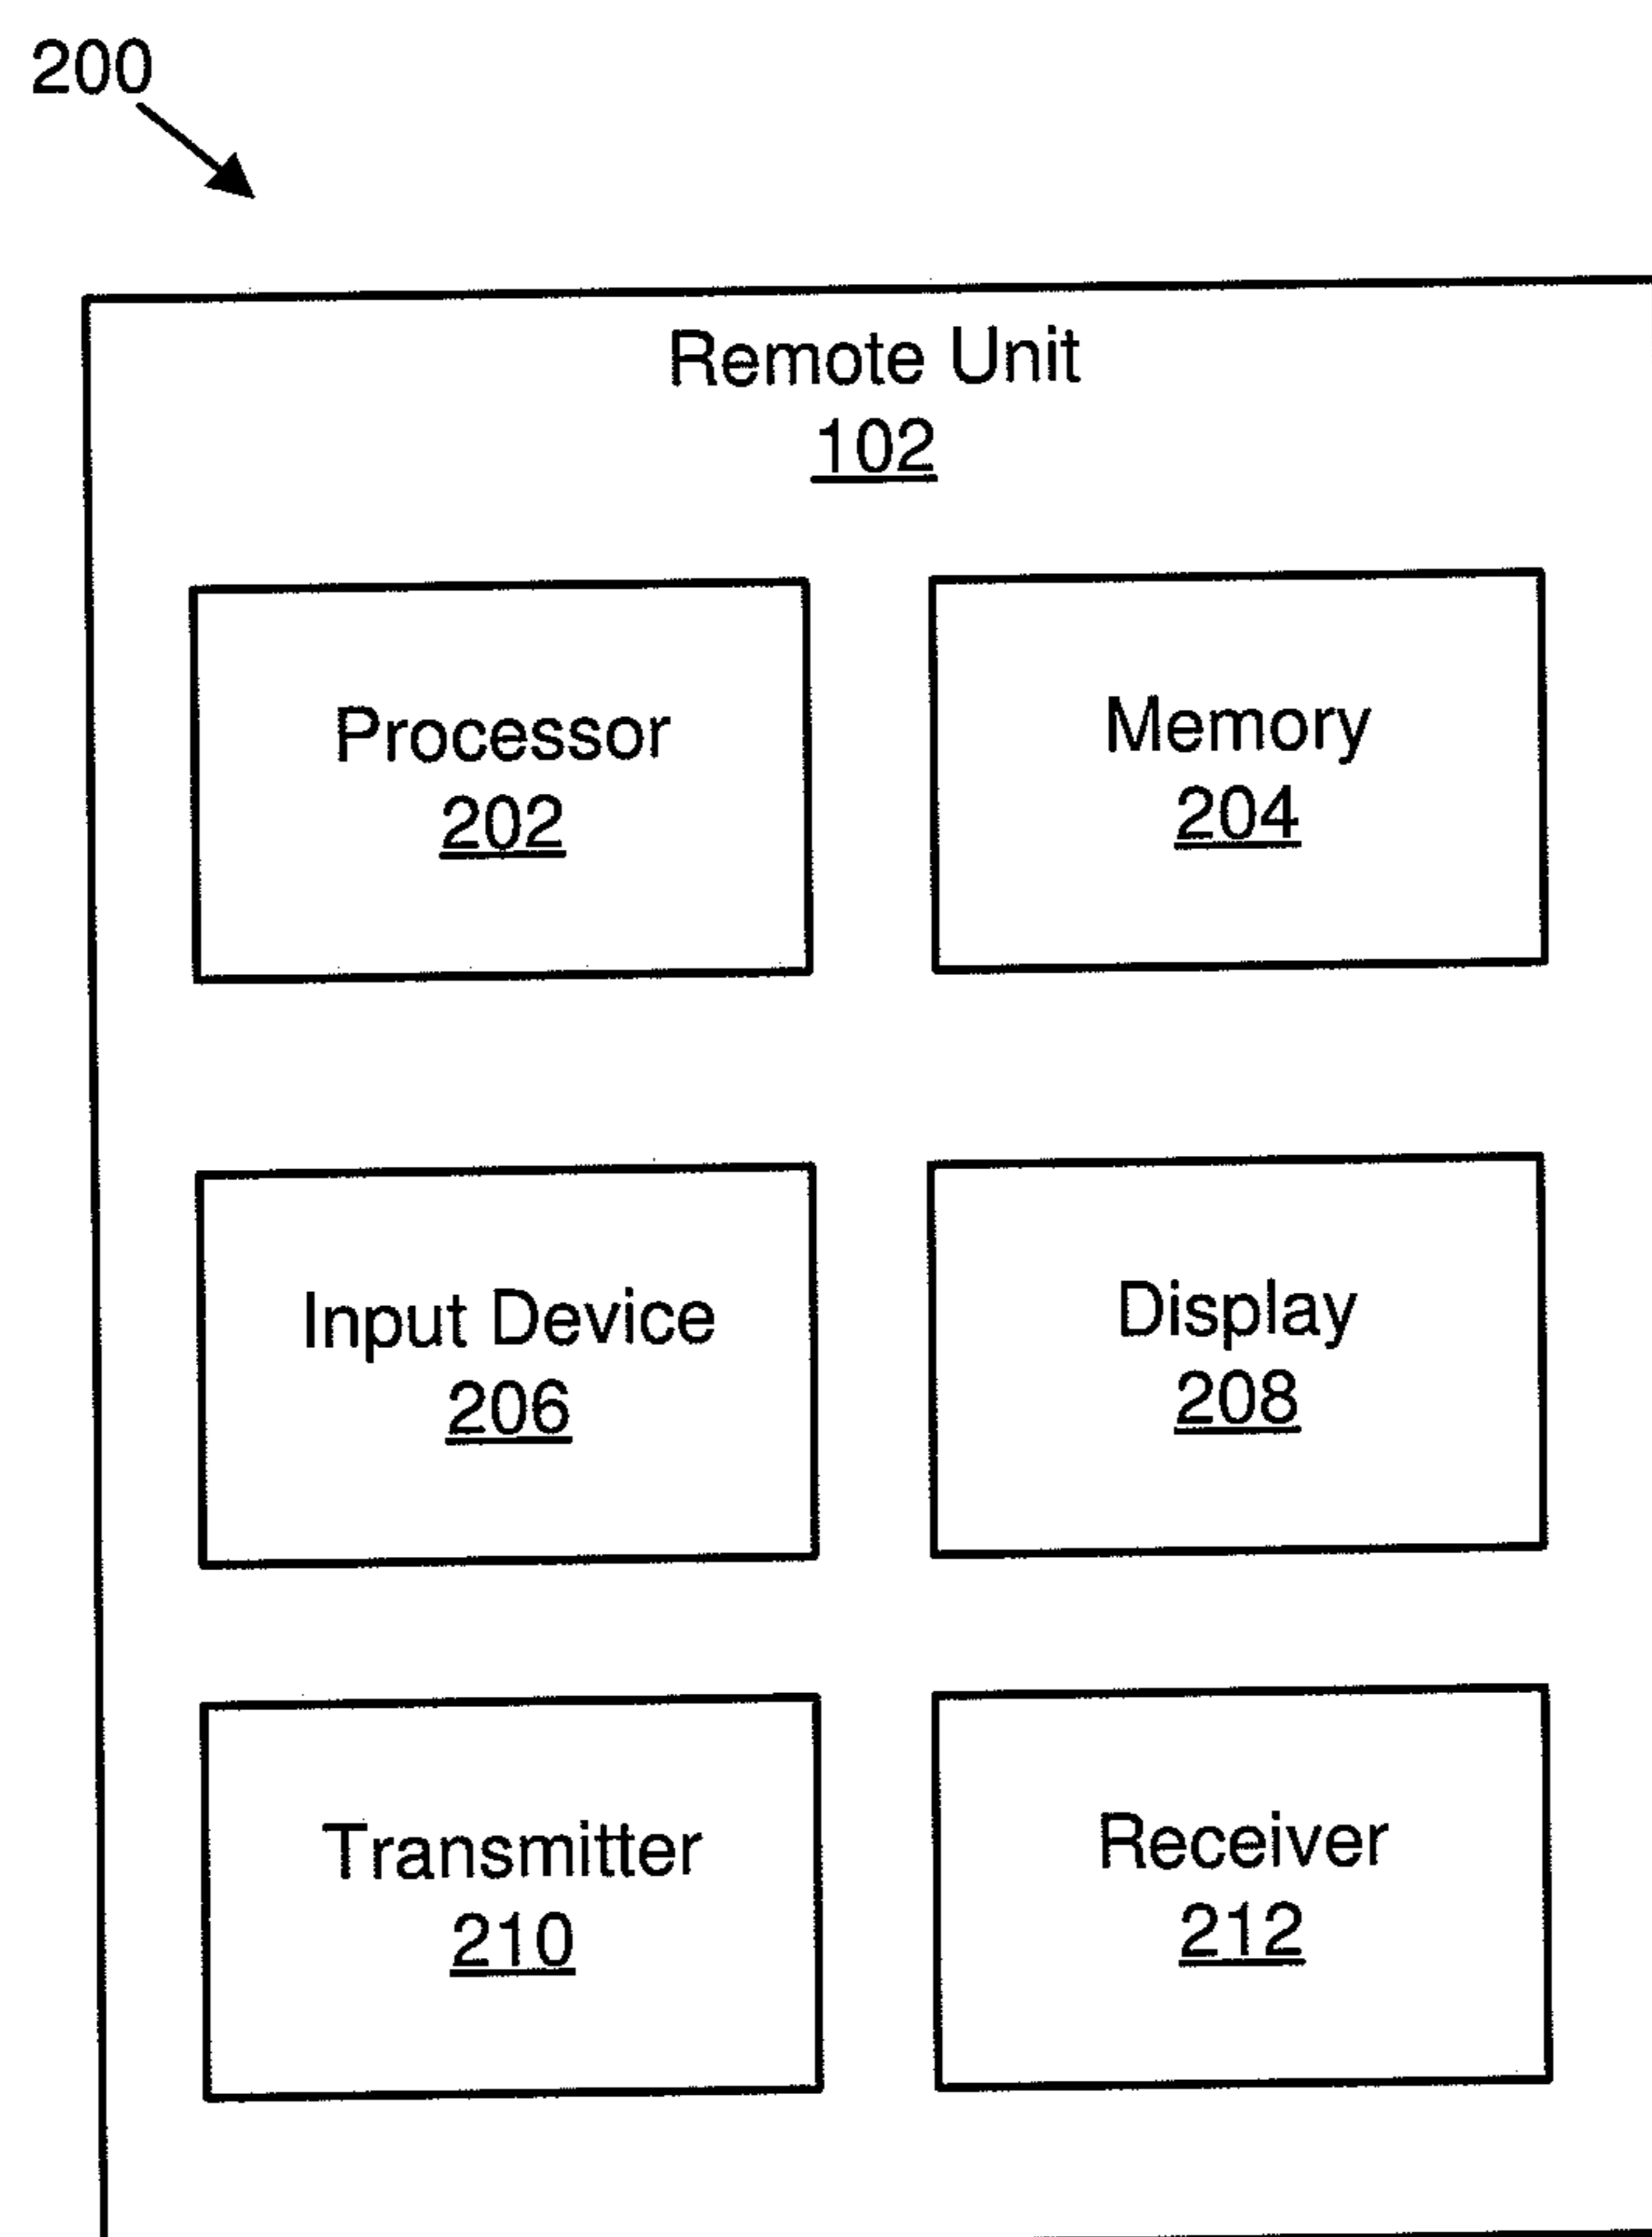 200
Remote Unit
102
Processor
202
Memory
204
Input Device
206
Display
208
Transmitter
210
Receiver
212